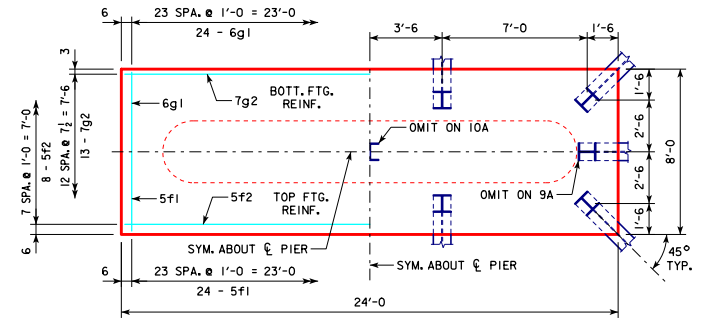 6
23 SPA. @ 1'-0 = 23'-0
24 - 6g1
3'-6
7'-0
1'-6
3
12 SPA @ 7 1/2 = 7'-6
13 - 7g2
7 SPA. @ 1'-0 = 7'-0
8 - 5f2
6
6g1
7g2
BOTT. FTG.
REINF.
OMIT ON 10A
5f1
5f2
TOP FTG.
REINF.
OMIT ON 9A
1'-6
2'-6
2'-6
1'-6
8'-0
SYM. ABOUT ℄ PIER
SYM. ABOUT ℄ PIER
45°
TYP.
6
23 SPA. @ 1'-0 = 23'-0
24 - 5f1
24'-0